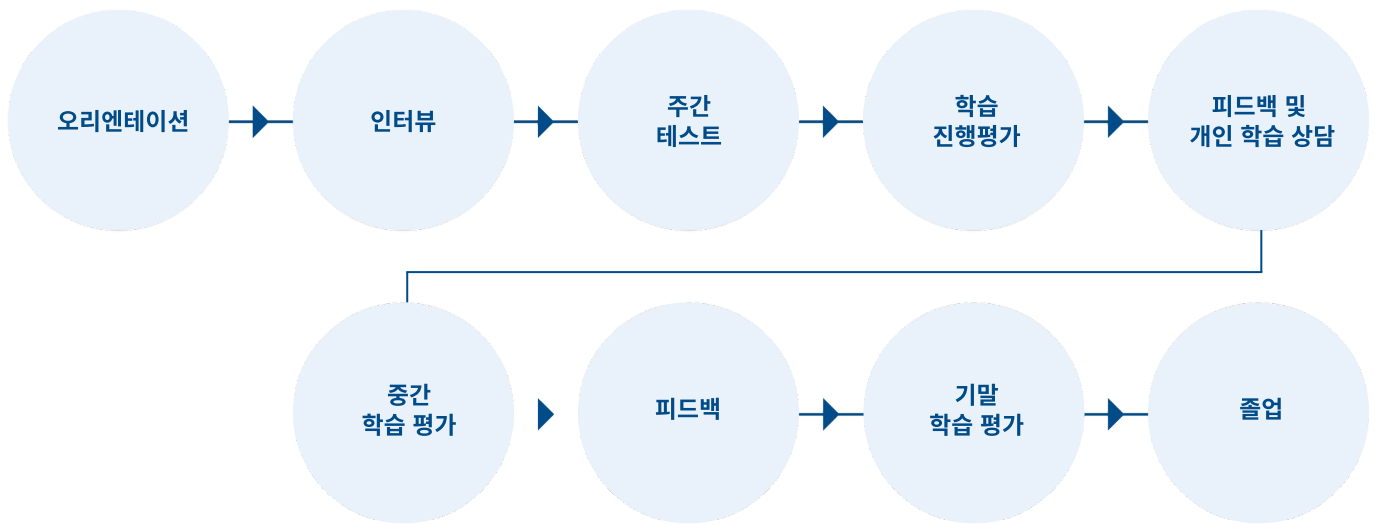 오리엔테이션
인터뷰
주간
테스트
학습
진행평가
피드백 및
개인 학습 상담
중간
학습 평가
피드백
기말
학습 평가
졸업